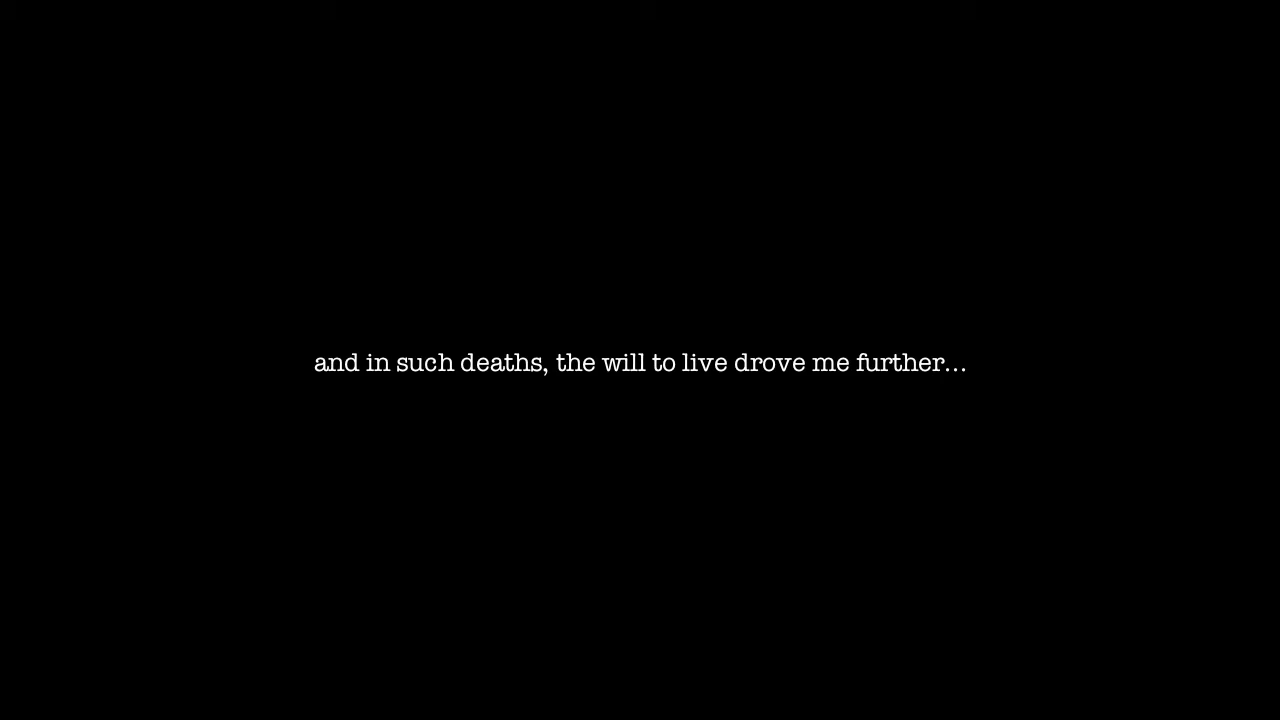 and in such deaths, the will to live drove me further...